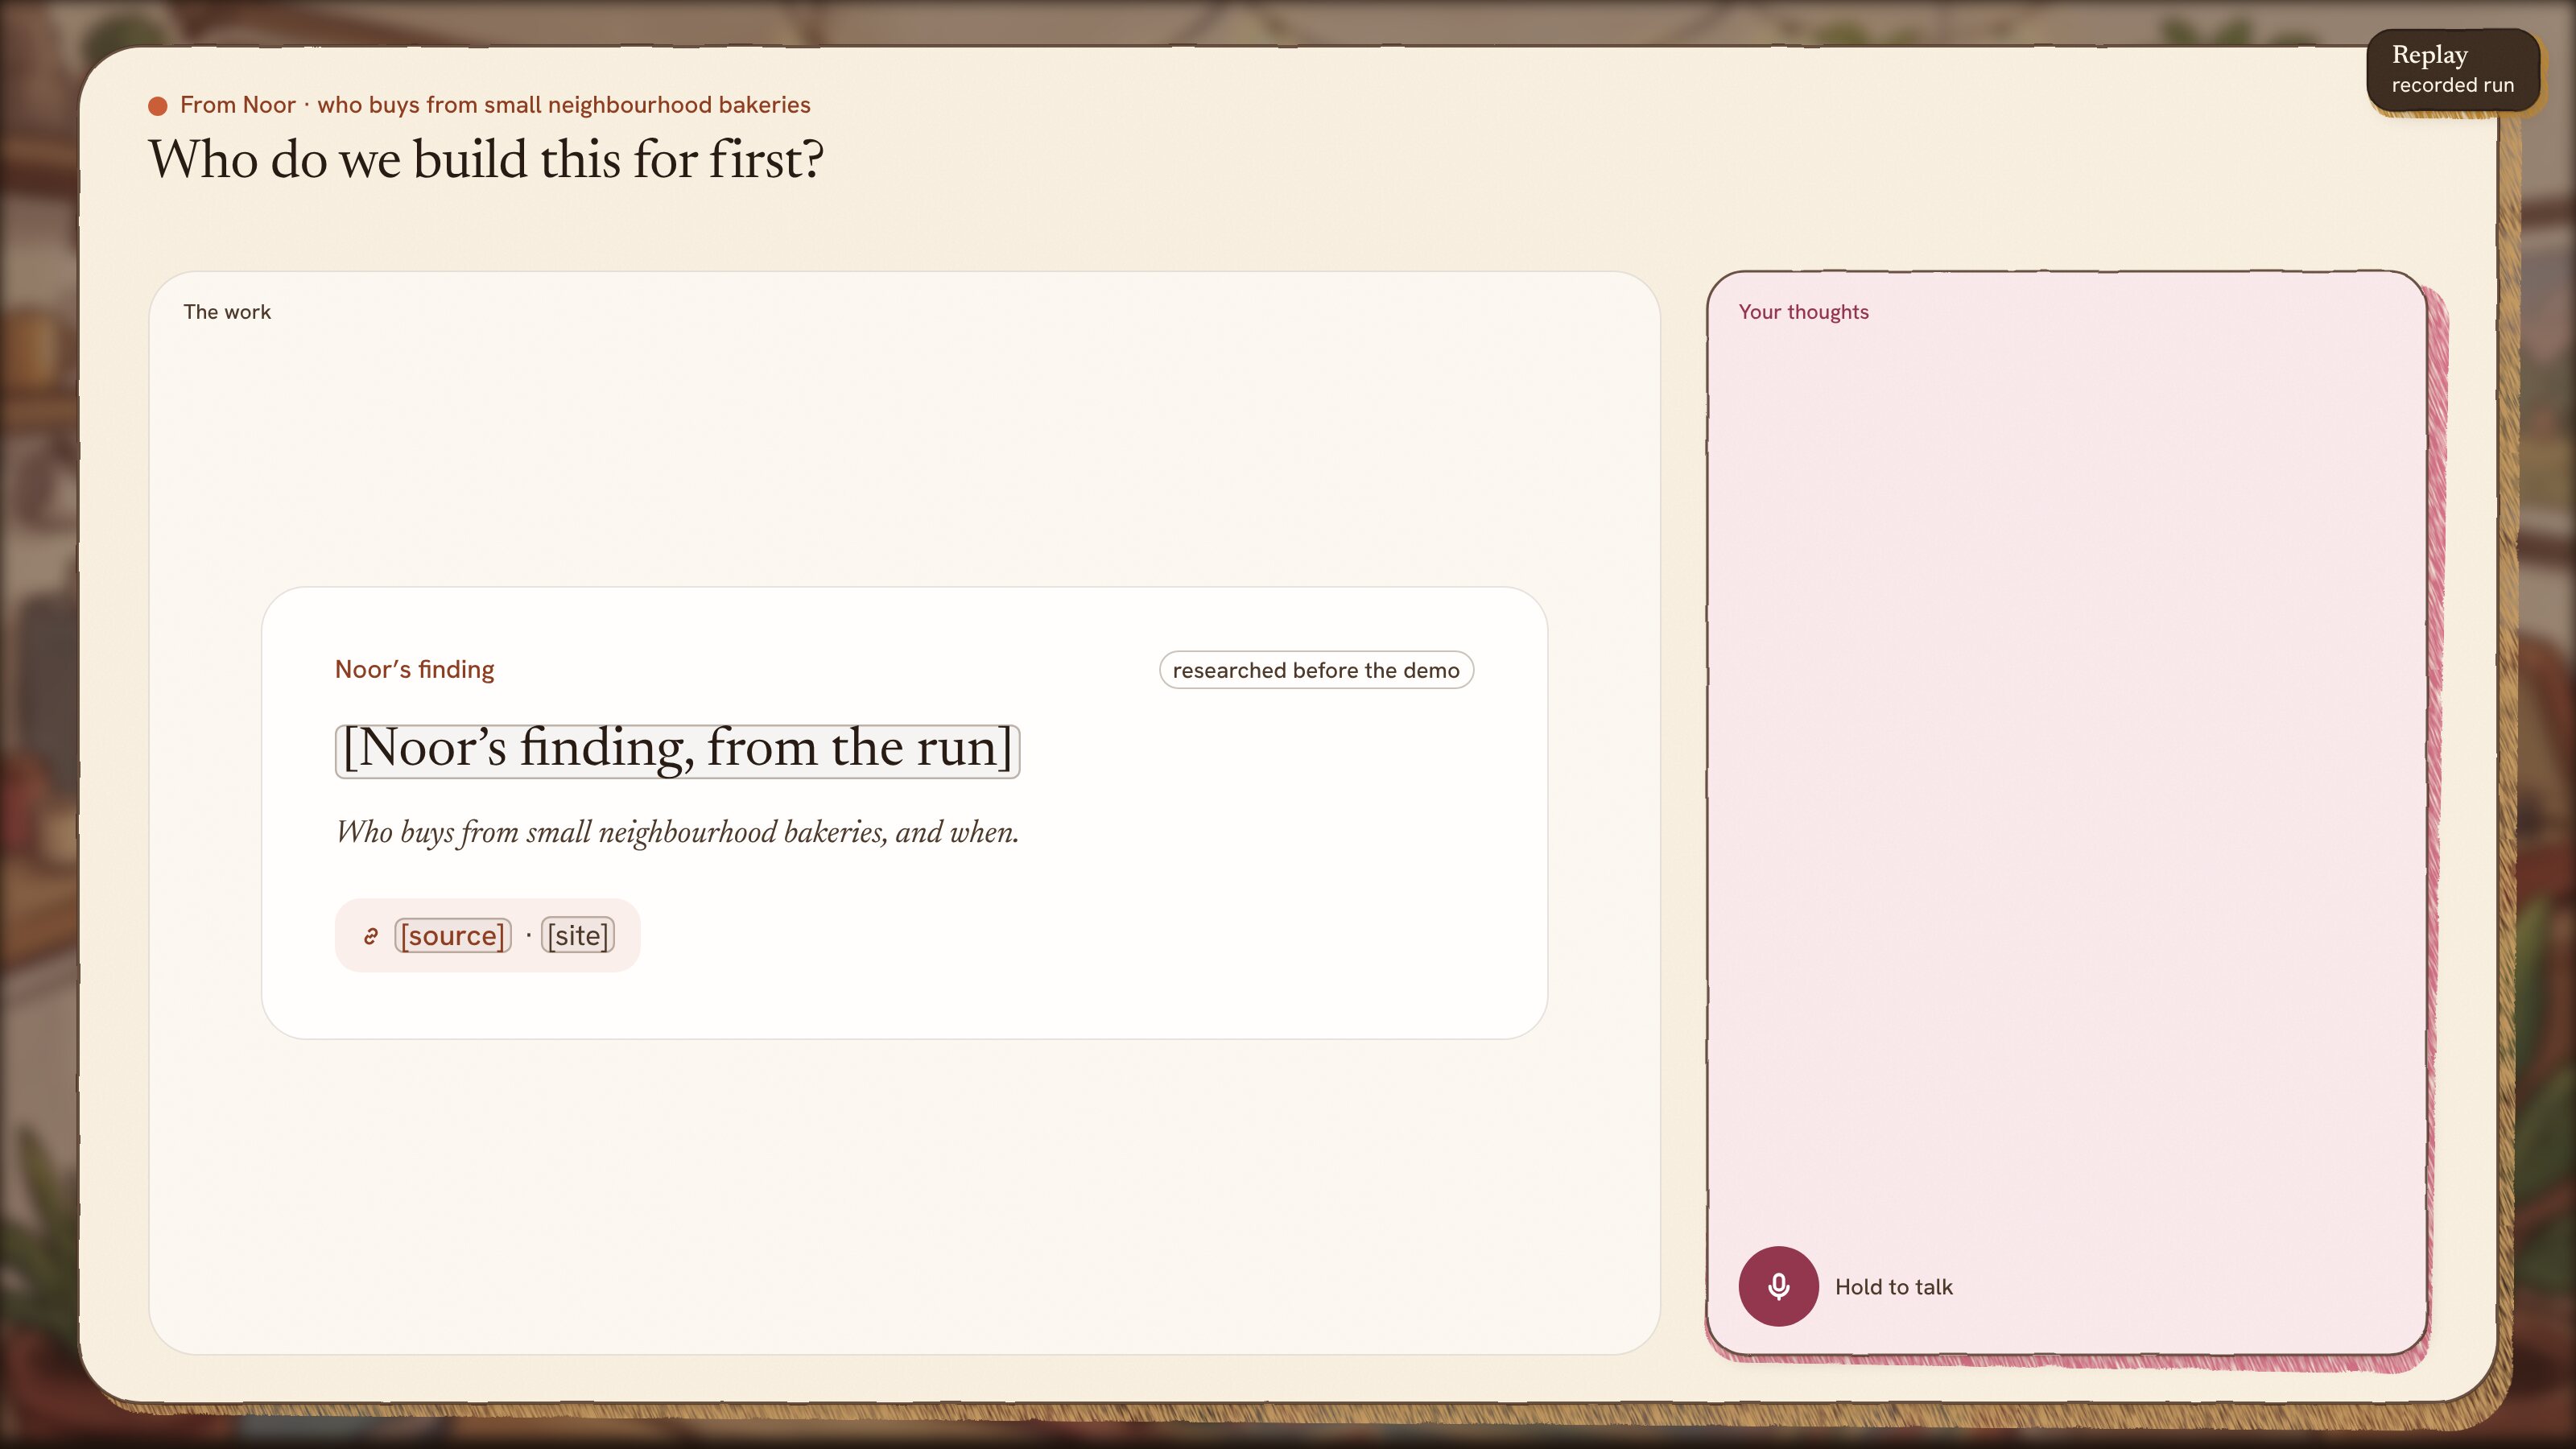 Replay
recorded run
From Noor · who buys from small neighbourhood bakeries
Who do we build this for first?
The work
Noor’s finding
researched before the demo
[Noor’s finding, from the run]
Who buys from small neighbourhood bakeries, and when.
[source] · [site]
Your thoughts
Hold to talk